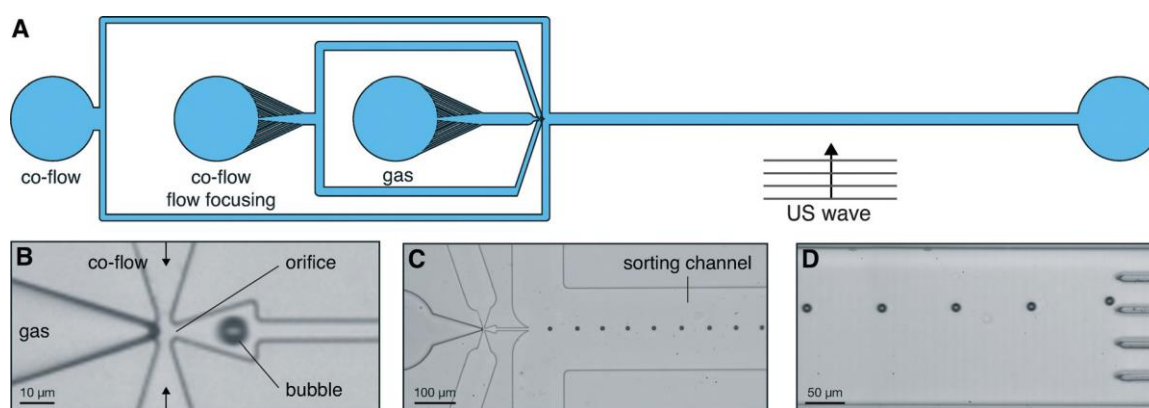 A
co-flow
co-flow
flow focusing
gas
US wave
B
co-flow
orifice
gas
bubble
10 µm
C
sorting channel
100 µm
D
50 µm